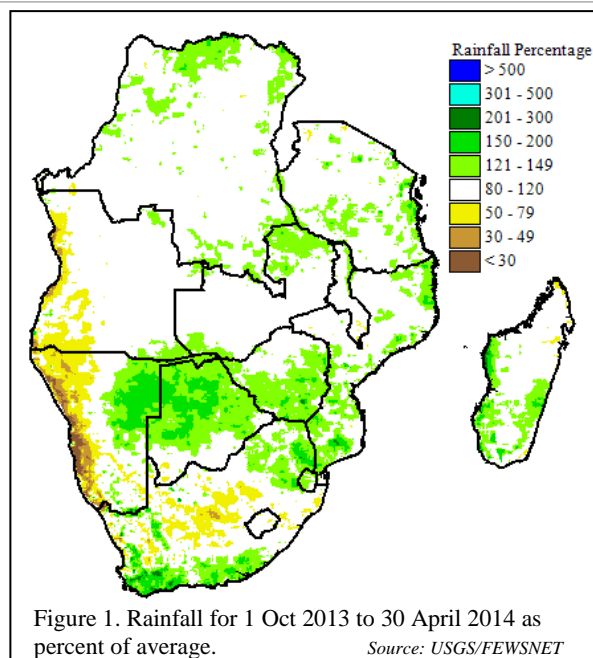 Rainfall Percentage
> 500
301 - 500
201 - 300
150 - 200
121 - 149
80 - 120
50 - 79
30 - 49
< 30
Figure 1. Rainfall for 1 Oct 2013 to 30 April 2014 as
percent of average. Source: USGS/FEWSNET